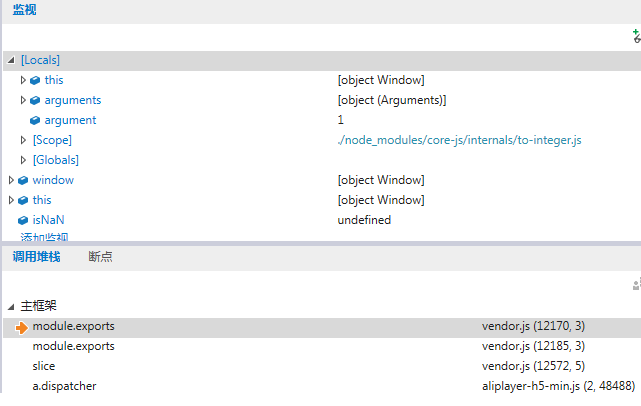 监视
[Locals]
this [object Window]
arguments [object (Arguments)]
argument 1
[Scope] ./node_modules/core-js/internals/to-integer.js
[Globals]
window [object Window]
this [object Window]
isNaN undefined
添加监视
调用堆栈 断点
主框架
module.exports vendor.js (12170, 3)
module.exports vendor.js (12185, 3)
slice vendor.js (12572, 5)
a.dispatcher aliplayer-h5-min.js (2, 48488)